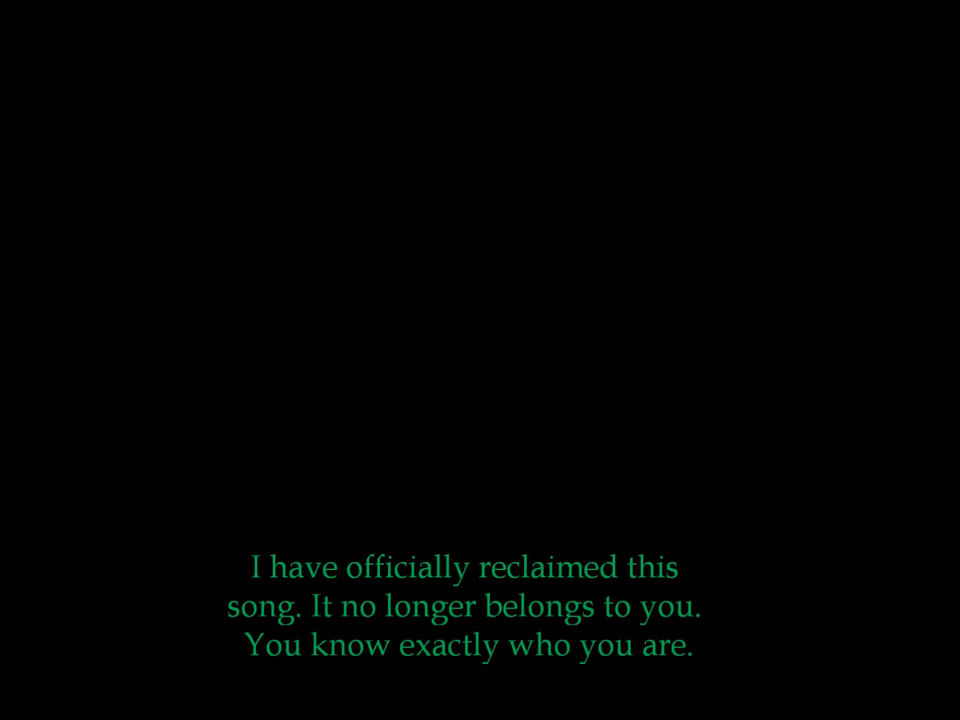 I have officially reclaimed this
song. It no longer belongs to you.
You know exactly who you are.